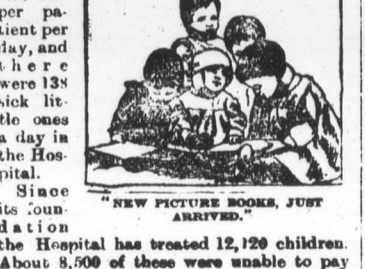 per pa-
tient per
day, and
there
were 138
sick lit-
tle ones
a day in
the Hos-
pital.
Since
its foun-
dation
"NEW PICTURE BOOKS, JUST
ARRIVED."
the Hospital has treated 12,120 children.
About 8,500 of these were unable to pay